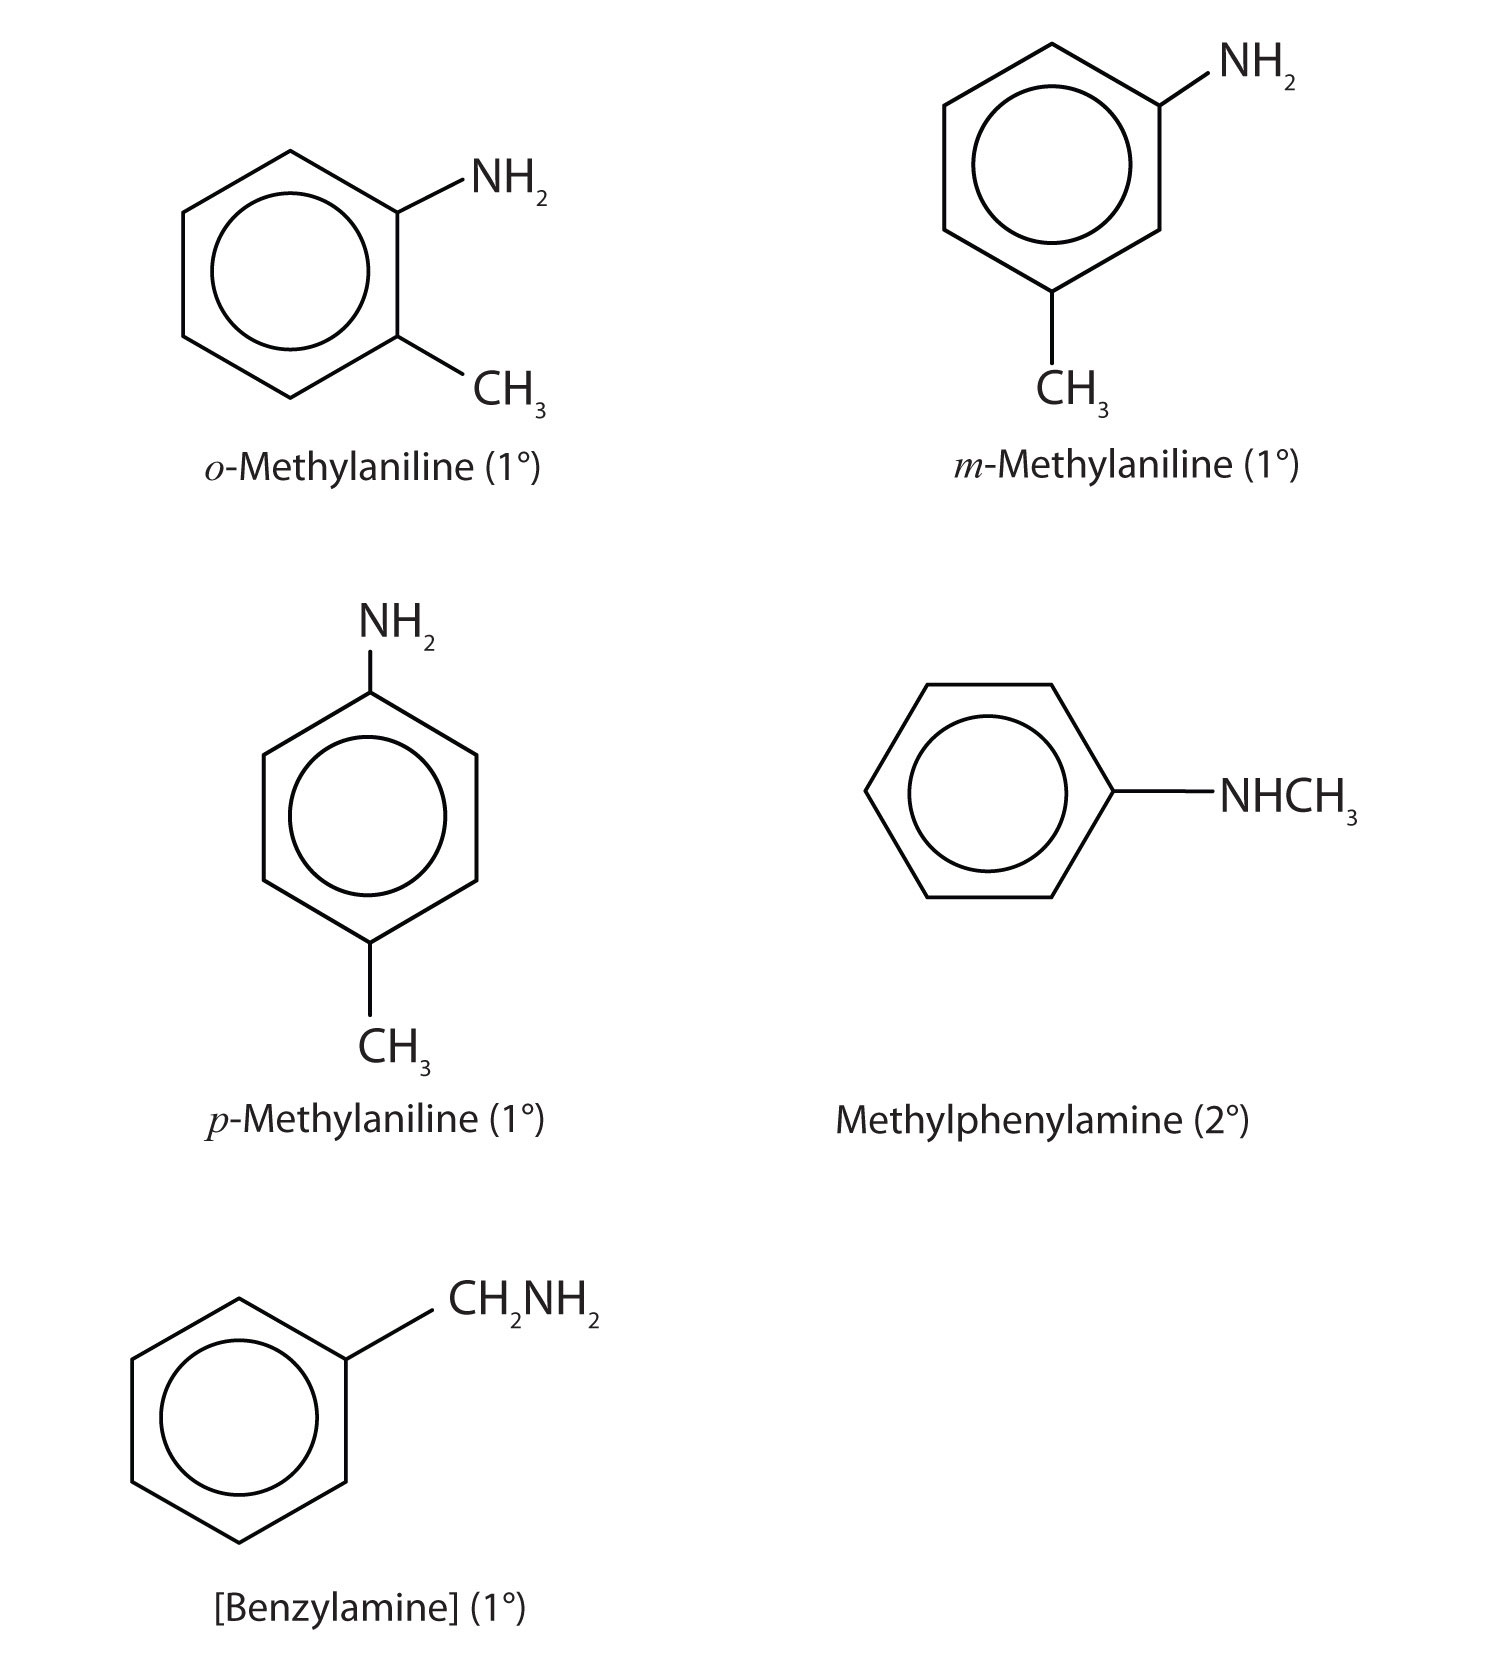 NH₂
CH₃
o-Methylaniline (1°)
NH₂
CH₃
m-Methylaniline (1°)
NH₂
CH₃
p-Methylaniline (1°)
NHCH₃
Methylphenylamine (2°)
CH₂NH₂
[Benzylamine] (1°)